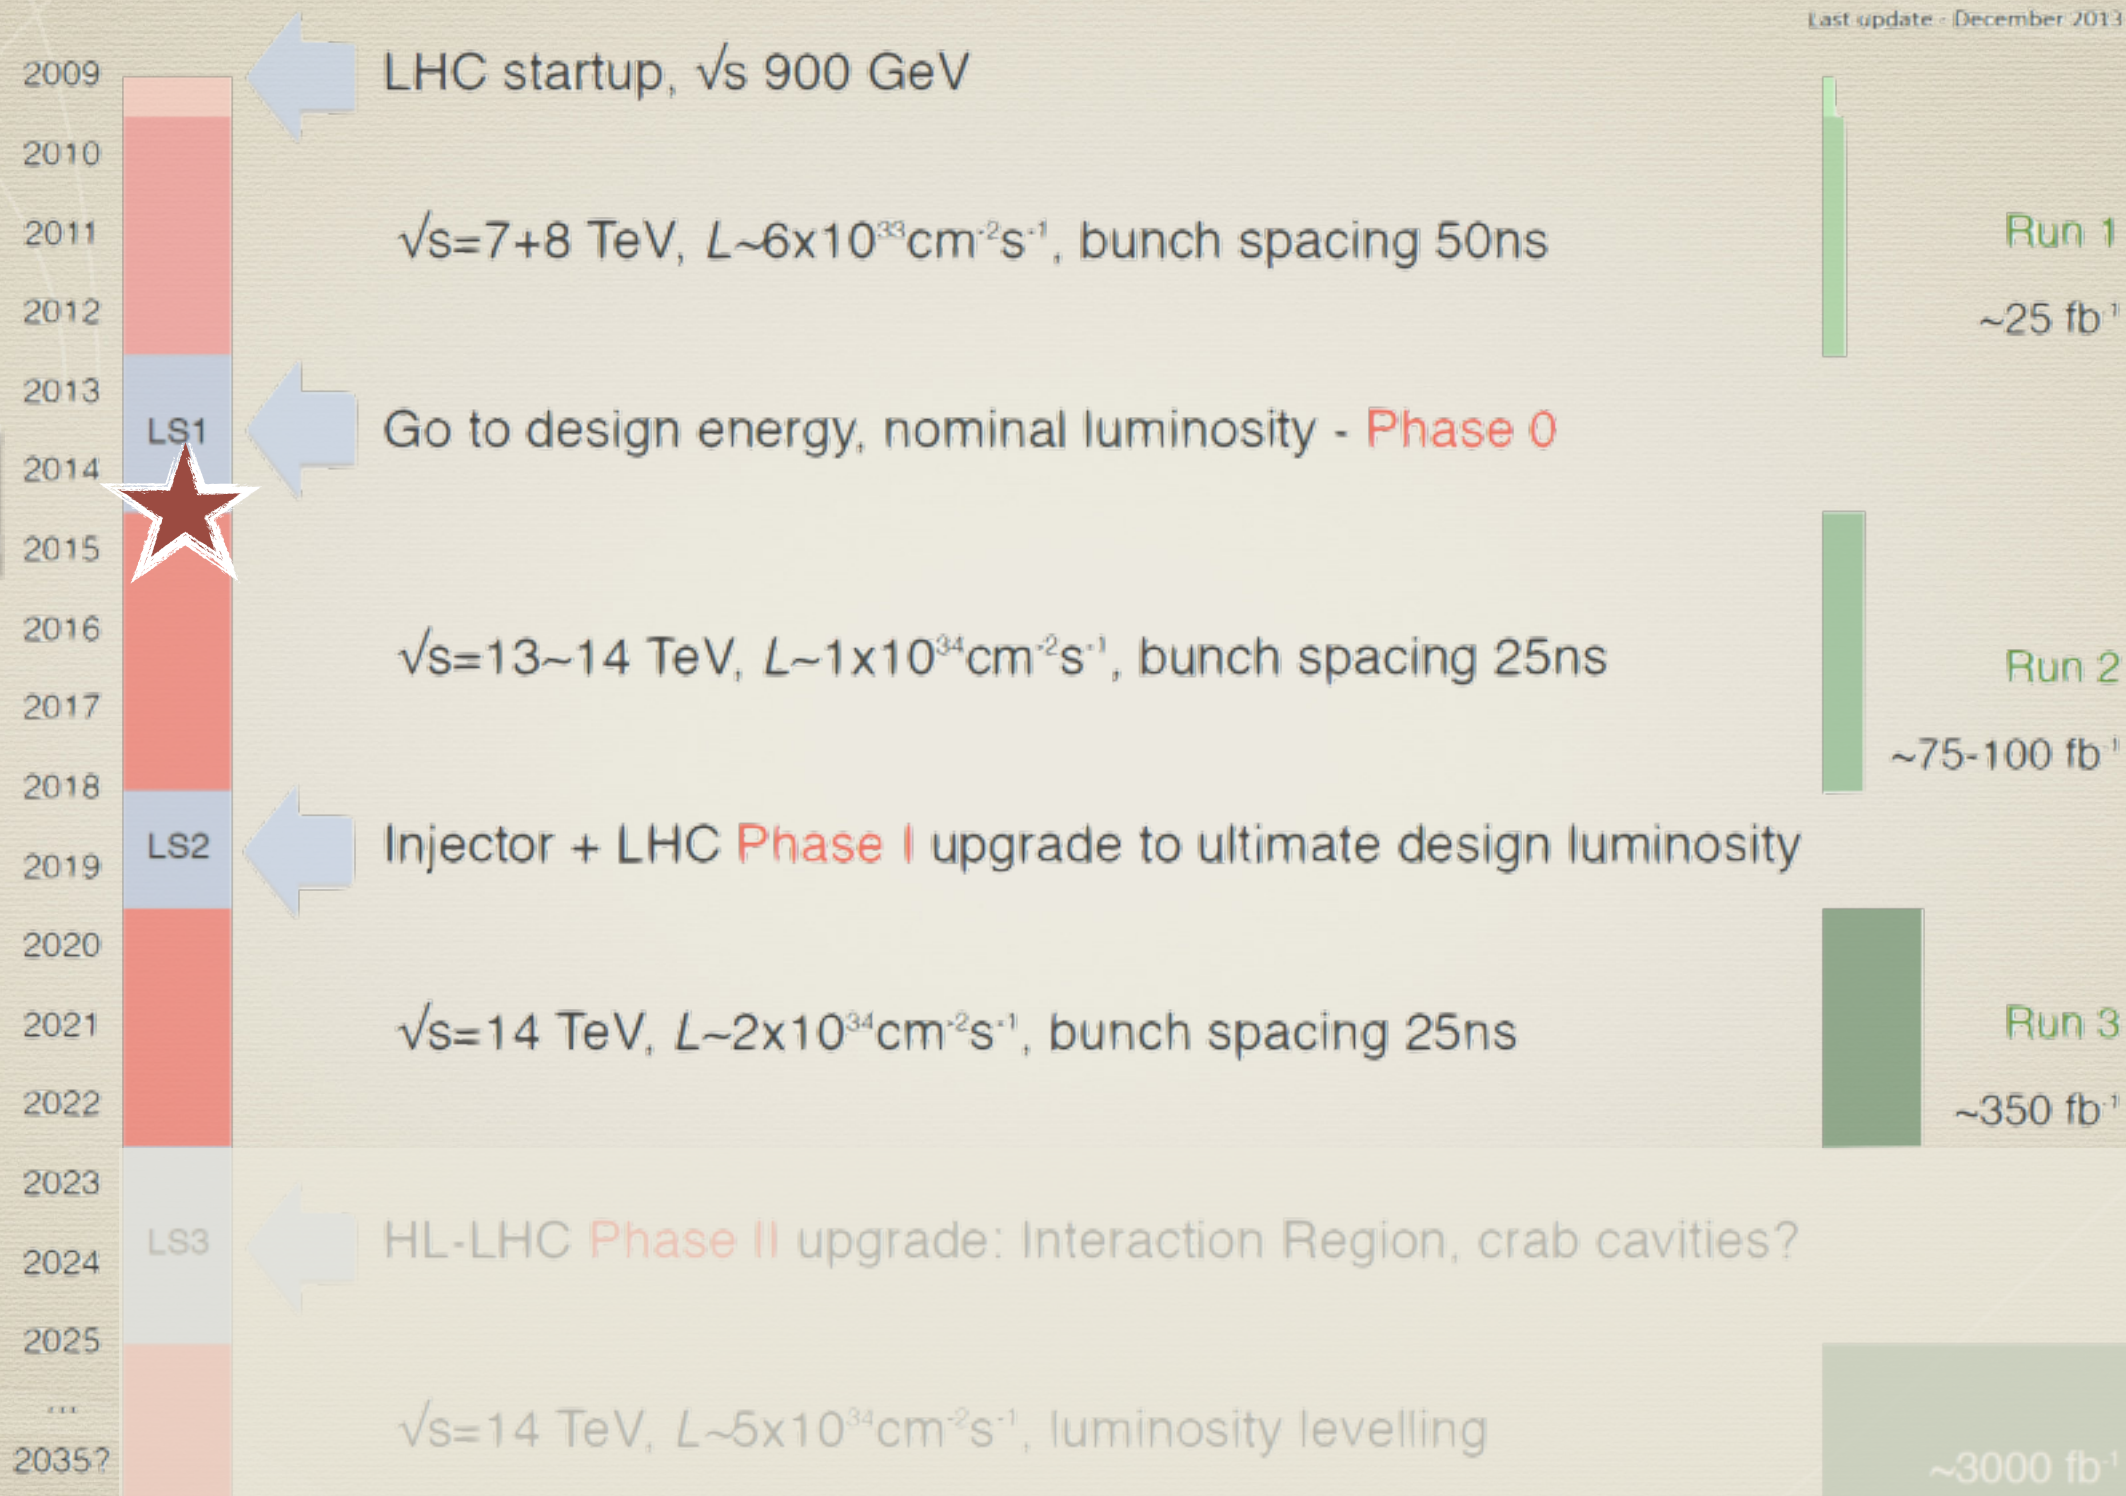 Last update - December 2013
2009
LHC startup, √s 900 GeV
2010
2011
√s=7+8 TeV, L~6x10³³cm⁻²s⁻¹, bunch spacing 50ns
Run 1
2012
~25 fb⁻¹
2013
LS1
Go to design energy, nominal luminosity - Phase 0
2014
2015
2016
√s=13~14 TeV, L~1x10³⁴cm⁻²s⁻¹, bunch spacing 25ns
Run 2
2017
~75-100 fb⁻¹
2018
LS2
Injector + LHC Phase I upgrade to ultimate design luminosity
2019
2020
2021
√s=14 TeV, L~2x10³⁴cm⁻²s⁻¹, bunch spacing 25ns
Run 3
2022
~350 fb⁻¹
2023
LS3
HL-LHC Phase II upgrade: Interaction Region, crab cavities?
2024
2025
...
√s=14 TeV, L~5x10³⁴cm⁻²s⁻¹, luminosity levelling
2035?
~3000 fb⁻¹